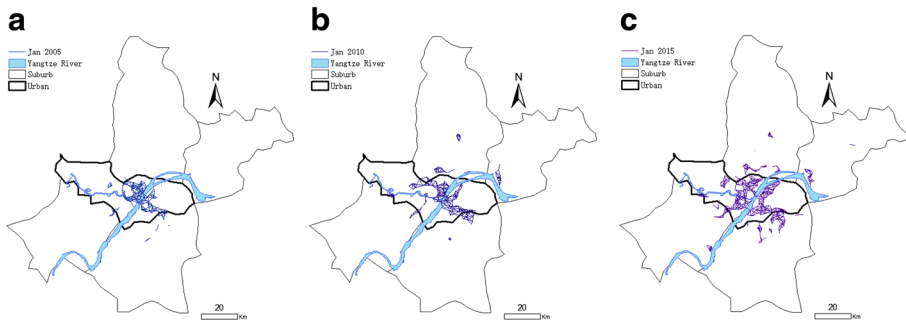 a
Jan 2005
Yangtze River
Suburb
Urban
N
20
Km
b
Jan 2010
Yangtze River
Suburb
Urban
N
20
Km
c
Jan 2015
Yangtze River
Suburb
Urban
N
20
Km